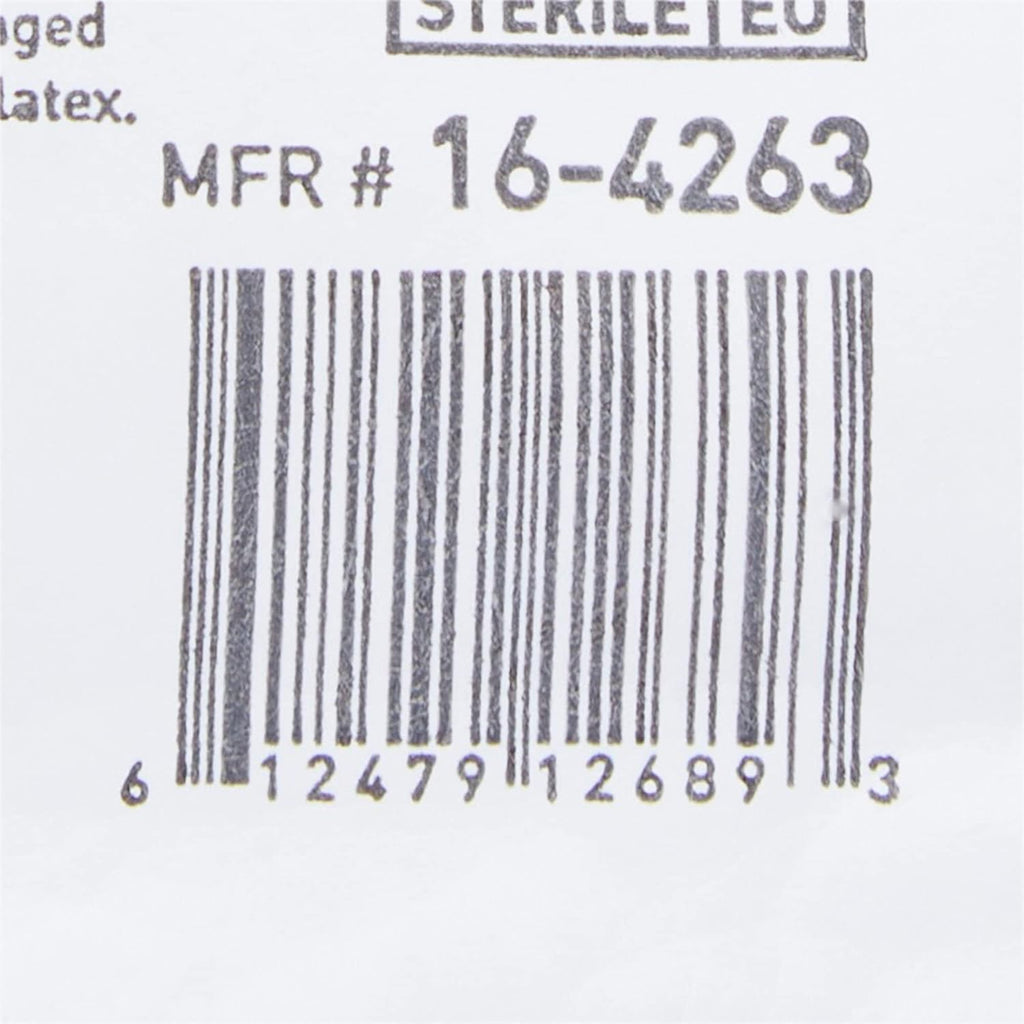 STERILE EO
aged
latex.
MFR # 16-4263
6 12479 12689 3